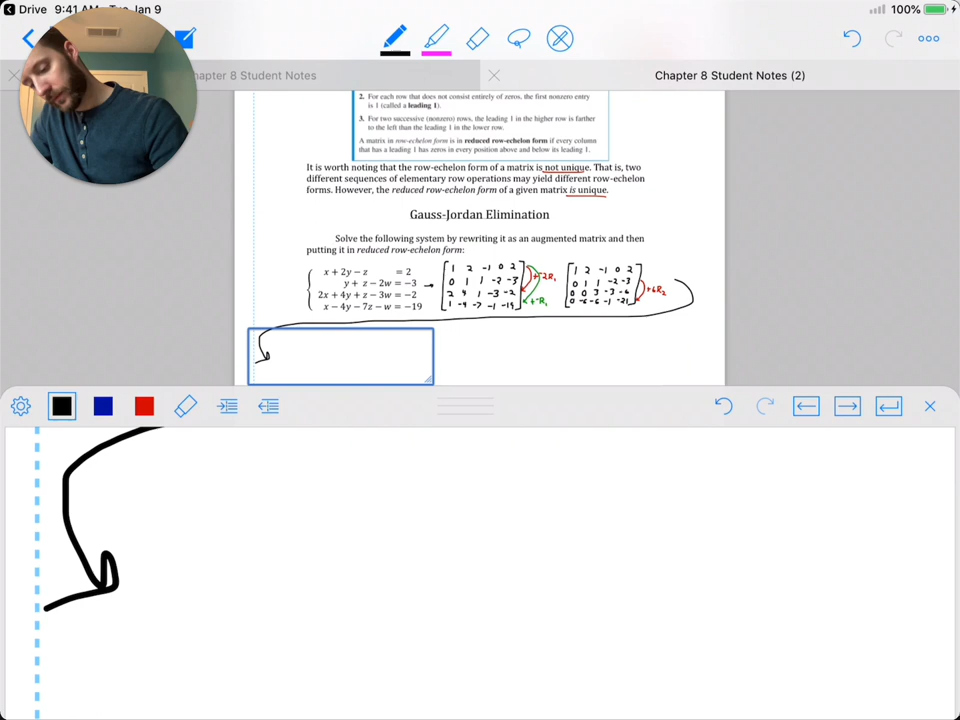 Drive 9:41 AM Tue Jan 9 100%
hapter 8 Student Notes
Chapter 8 Student Notes (2)
2. For each row that does not consist entirely of zeros, the first nonzero entry
is 1 (called a leading 1).
3. For two successive (nonzero) rows, the leading 1 in the higher row is farther
to the left than the leading 1 in the lower row.
A matrix in row-echelon form is in reduced row-echelon form if every column
that has a leading 1 has zeros in every position above and below its leading 1.
It is worth noting that the row-echelon form of a matrix is not unique. That is, two
different sequences of elementary row operations may yield different row-echelon
forms. However, the reduced row-echelon form of a given matrix is unique.
Gauss-Jordan Elimination
Solve the following system by rewriting it as an augmented matrix and then
putting it in reduced row-echelon form:
x + 2y − z = 2
y + z − 2w = −3
2x + 4y + z − 3w = −2
x − 4y − 7z − w = −19
1 2 -1 0 2
0 1 1 -2 -3
2 4 1 -3 -2
1 -4 -7 -1 -19
+-2R1
+-R1
1 2 -1 0 2
0 1 1 -2 -3
0 0 3 -3 -6
0 -6 -6 -1 -21
+6R2